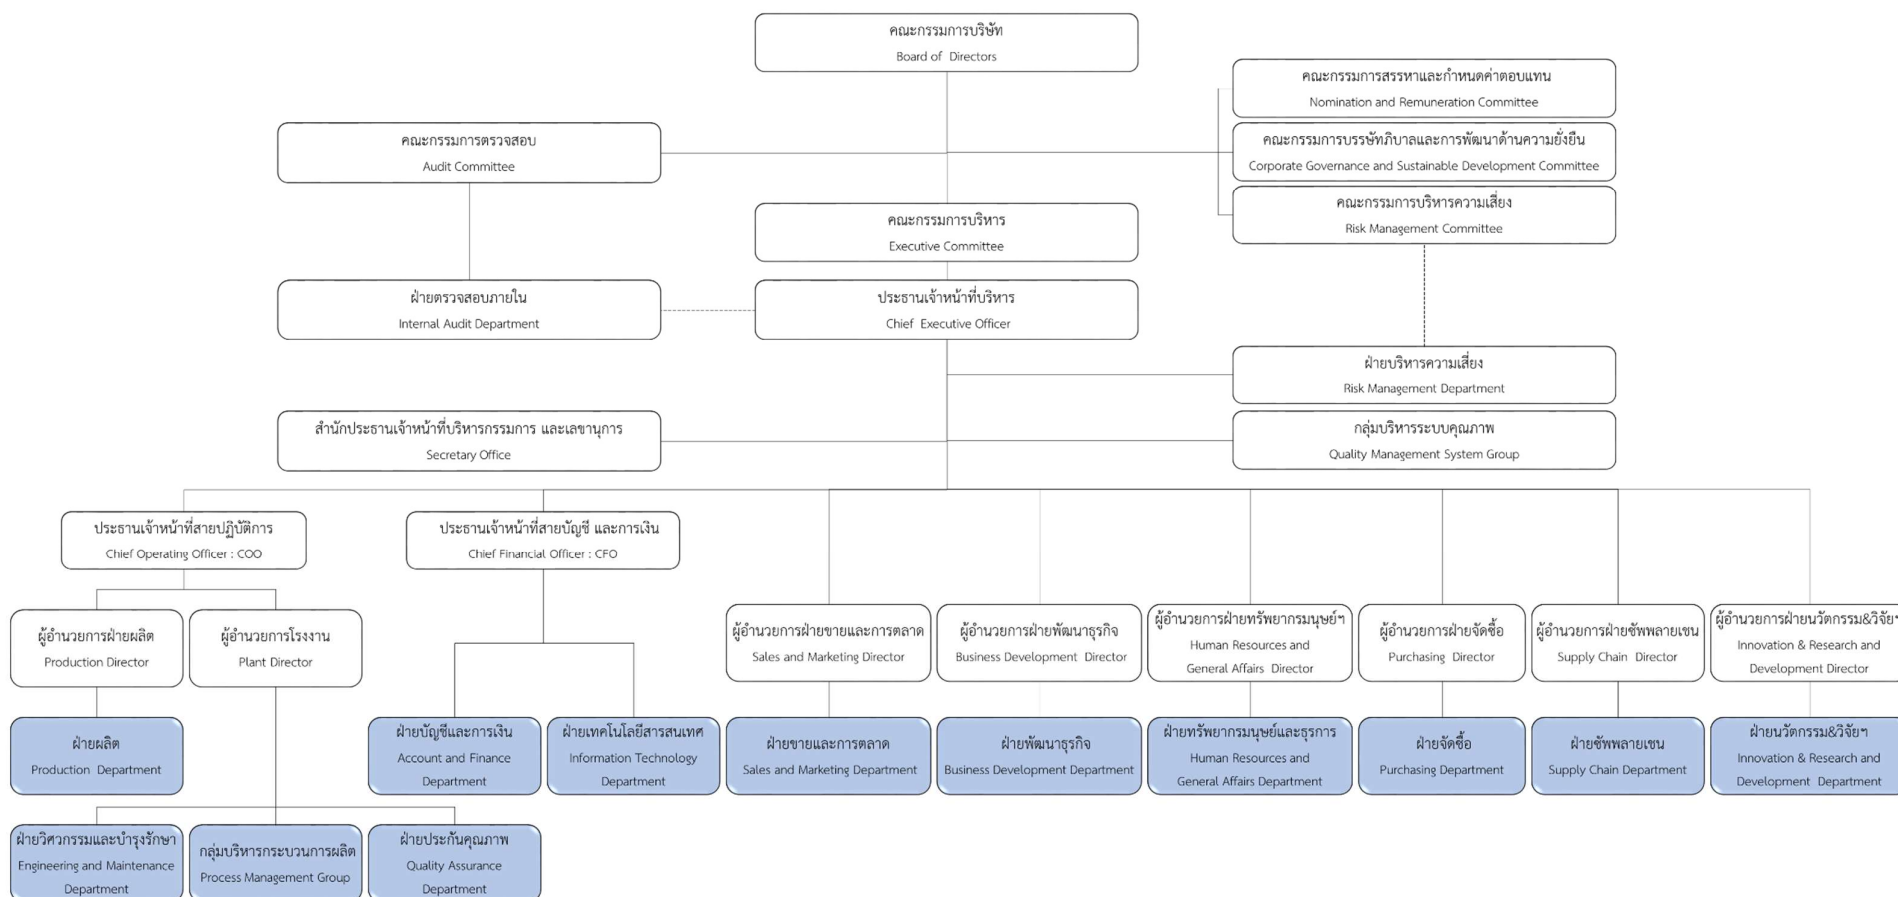 คณะกรรมการบริษัท
Board of Directors
คณะกรรมการสรรหาและกำหนดค่าตอบแทน
Nomination and Remuneration Committee
คณะกรรมการตรวจสอบ
Audit Committee
คณะกรรมการบรรษัทภิบาลและการพัฒนาด้านความยั่งยืน
Corporate Governance and Sustainable Development Committee
คณะกรรมการบริหารความเสี่ยง
Risk Management Committee
คณะกรรมการบริหาร
Executive Committee
ฝ่ายตรวจสอบภายใน
Internal Audit Department
ประธานเจ้าหน้าที่บริหาร
Chief Executive Officer
ฝ่ายบริหารความเสี่ยง
Risk Management Department
สำนักประธานเจ้าหน้าที่บริหารกรรมการ และเลขานุการ
Secretary Office
กลุ่มบริหารระบบคุณภาพ
Quality Management System Group
ประธานเจ้าหน้าที่สายปฏิบัติการ
Chief Operating Officer : COO
ประธานเจ้าหน้าที่สายบัญชี และการเงิน
Chief Financial Officer : CFO
ผู้อำนวยการฝ่ายผลิต
Production Director
ผู้อำนวยการโรงงาน
Plant Director
ผู้อำนวยการฝ่ายขายและการตลาด
Sales and Marketing Director
ผู้อำนวยการฝ่ายพัฒนาธุรกิจ
Business Development Director
ผู้อำนวยการฝ่ายทรัพยากรมนุษย์ฯ
Human Resources and
General Affairs Director
ผู้อำนวยการฝ่ายจัดซื้อ
Purchasing Director
ผู้อำนวยการฝ่ายซัพพลายเชน
Supply Chain Director
ผู้อำนวยการฝ่ายนวัตกรรม&วิจัยฯ
Innovation & Research and
Development Director
ฝ่ายผลิต
Production Department
ฝ่ายบัญชีและการเงิน
Account and Finance
Department
ฝ่ายเทคโนโลยีสารสนเทศ
Information Technology
Department
ฝ่ายขายและการตลาด
Sales and Marketing Department
ฝ่ายพัฒนาธุรกิจ
Business Development Department
ฝ่ายทรัพยากรมนุษย์และธุรการ
Human Resources and
General Affairs Department
ฝ่ายจัดซื้อ
Purchasing Department
ฝ่ายซัพพลายเชน
Supply Chain Department
ฝ่ายนวัตกรรม&วิจัยฯ
Innovation & Research and
Development Department
ฝ่ายวิศวกรรมและบำรุงรักษา
Engineering and Maintenance
Department
กลุ่มบริหารกระบวนการผลิต
Process Management Group
ฝ่ายประกันคุณภาพ
Quality Assurance
Department